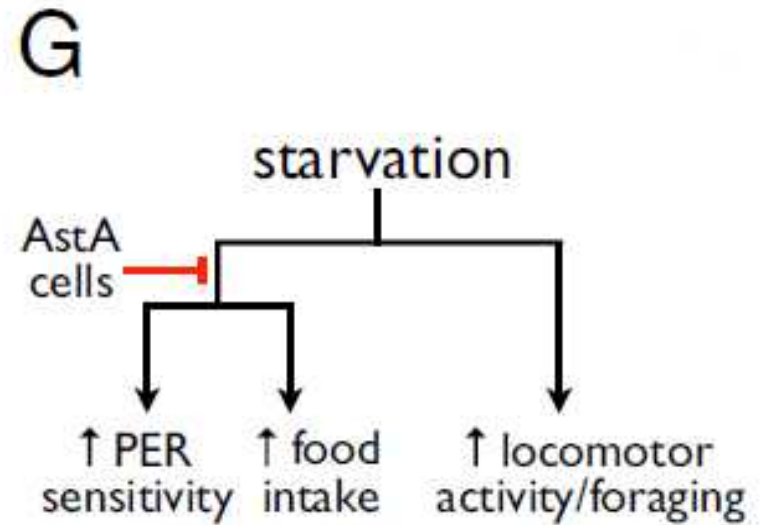 G
starvation
AstA
cells
↑ PER
sensitivity
↑ food
intake
↑ locomotor
activity/foraging